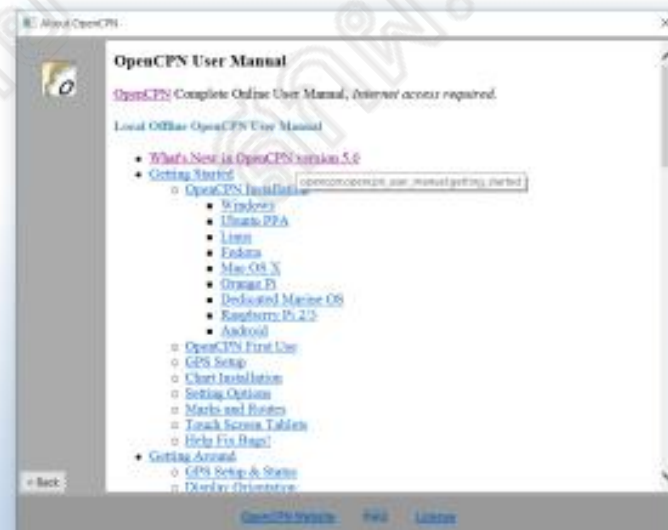 About OpenCPN
OpenCPN User Manual
OpenCPN Complete Online User Manual, Internet access required.
Local Offline OpenCPN User Manual
What's New in OpenCPN version 5.0
Getting Started
opencpn:opencpn_user_manual:getting_started
OpenCPN Installation
Windows
Ubuntu PPA
Linux
Fedora
Mac OS X
Orange Pi
Dedicated Marine OS
Raspberry Pi 2/3
Android
OpenCPN First Use
GPS Setup
Chart Installation
Setting Options
Marks and Routes
Touch Screen Tablets
Help Fix Bugs!
Getting Around
GPS Setup & Status
Display Orientation
< Back
OpenCPN Website FAQ License